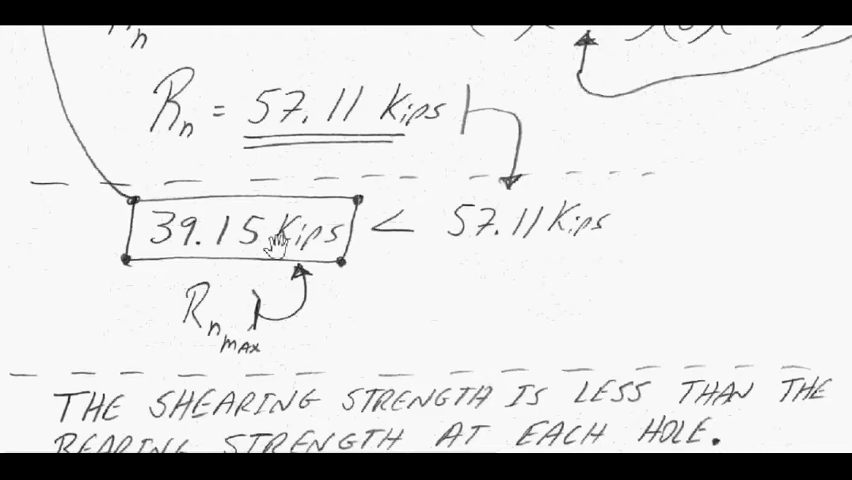 Rn = 57.11 Kips
39.15 Kips < 57.11 Kips
Rn MAX
THE SHEARING STRENGTH IS LESS THAN THE
BEARING STRENGTH AT EACH HOLE.